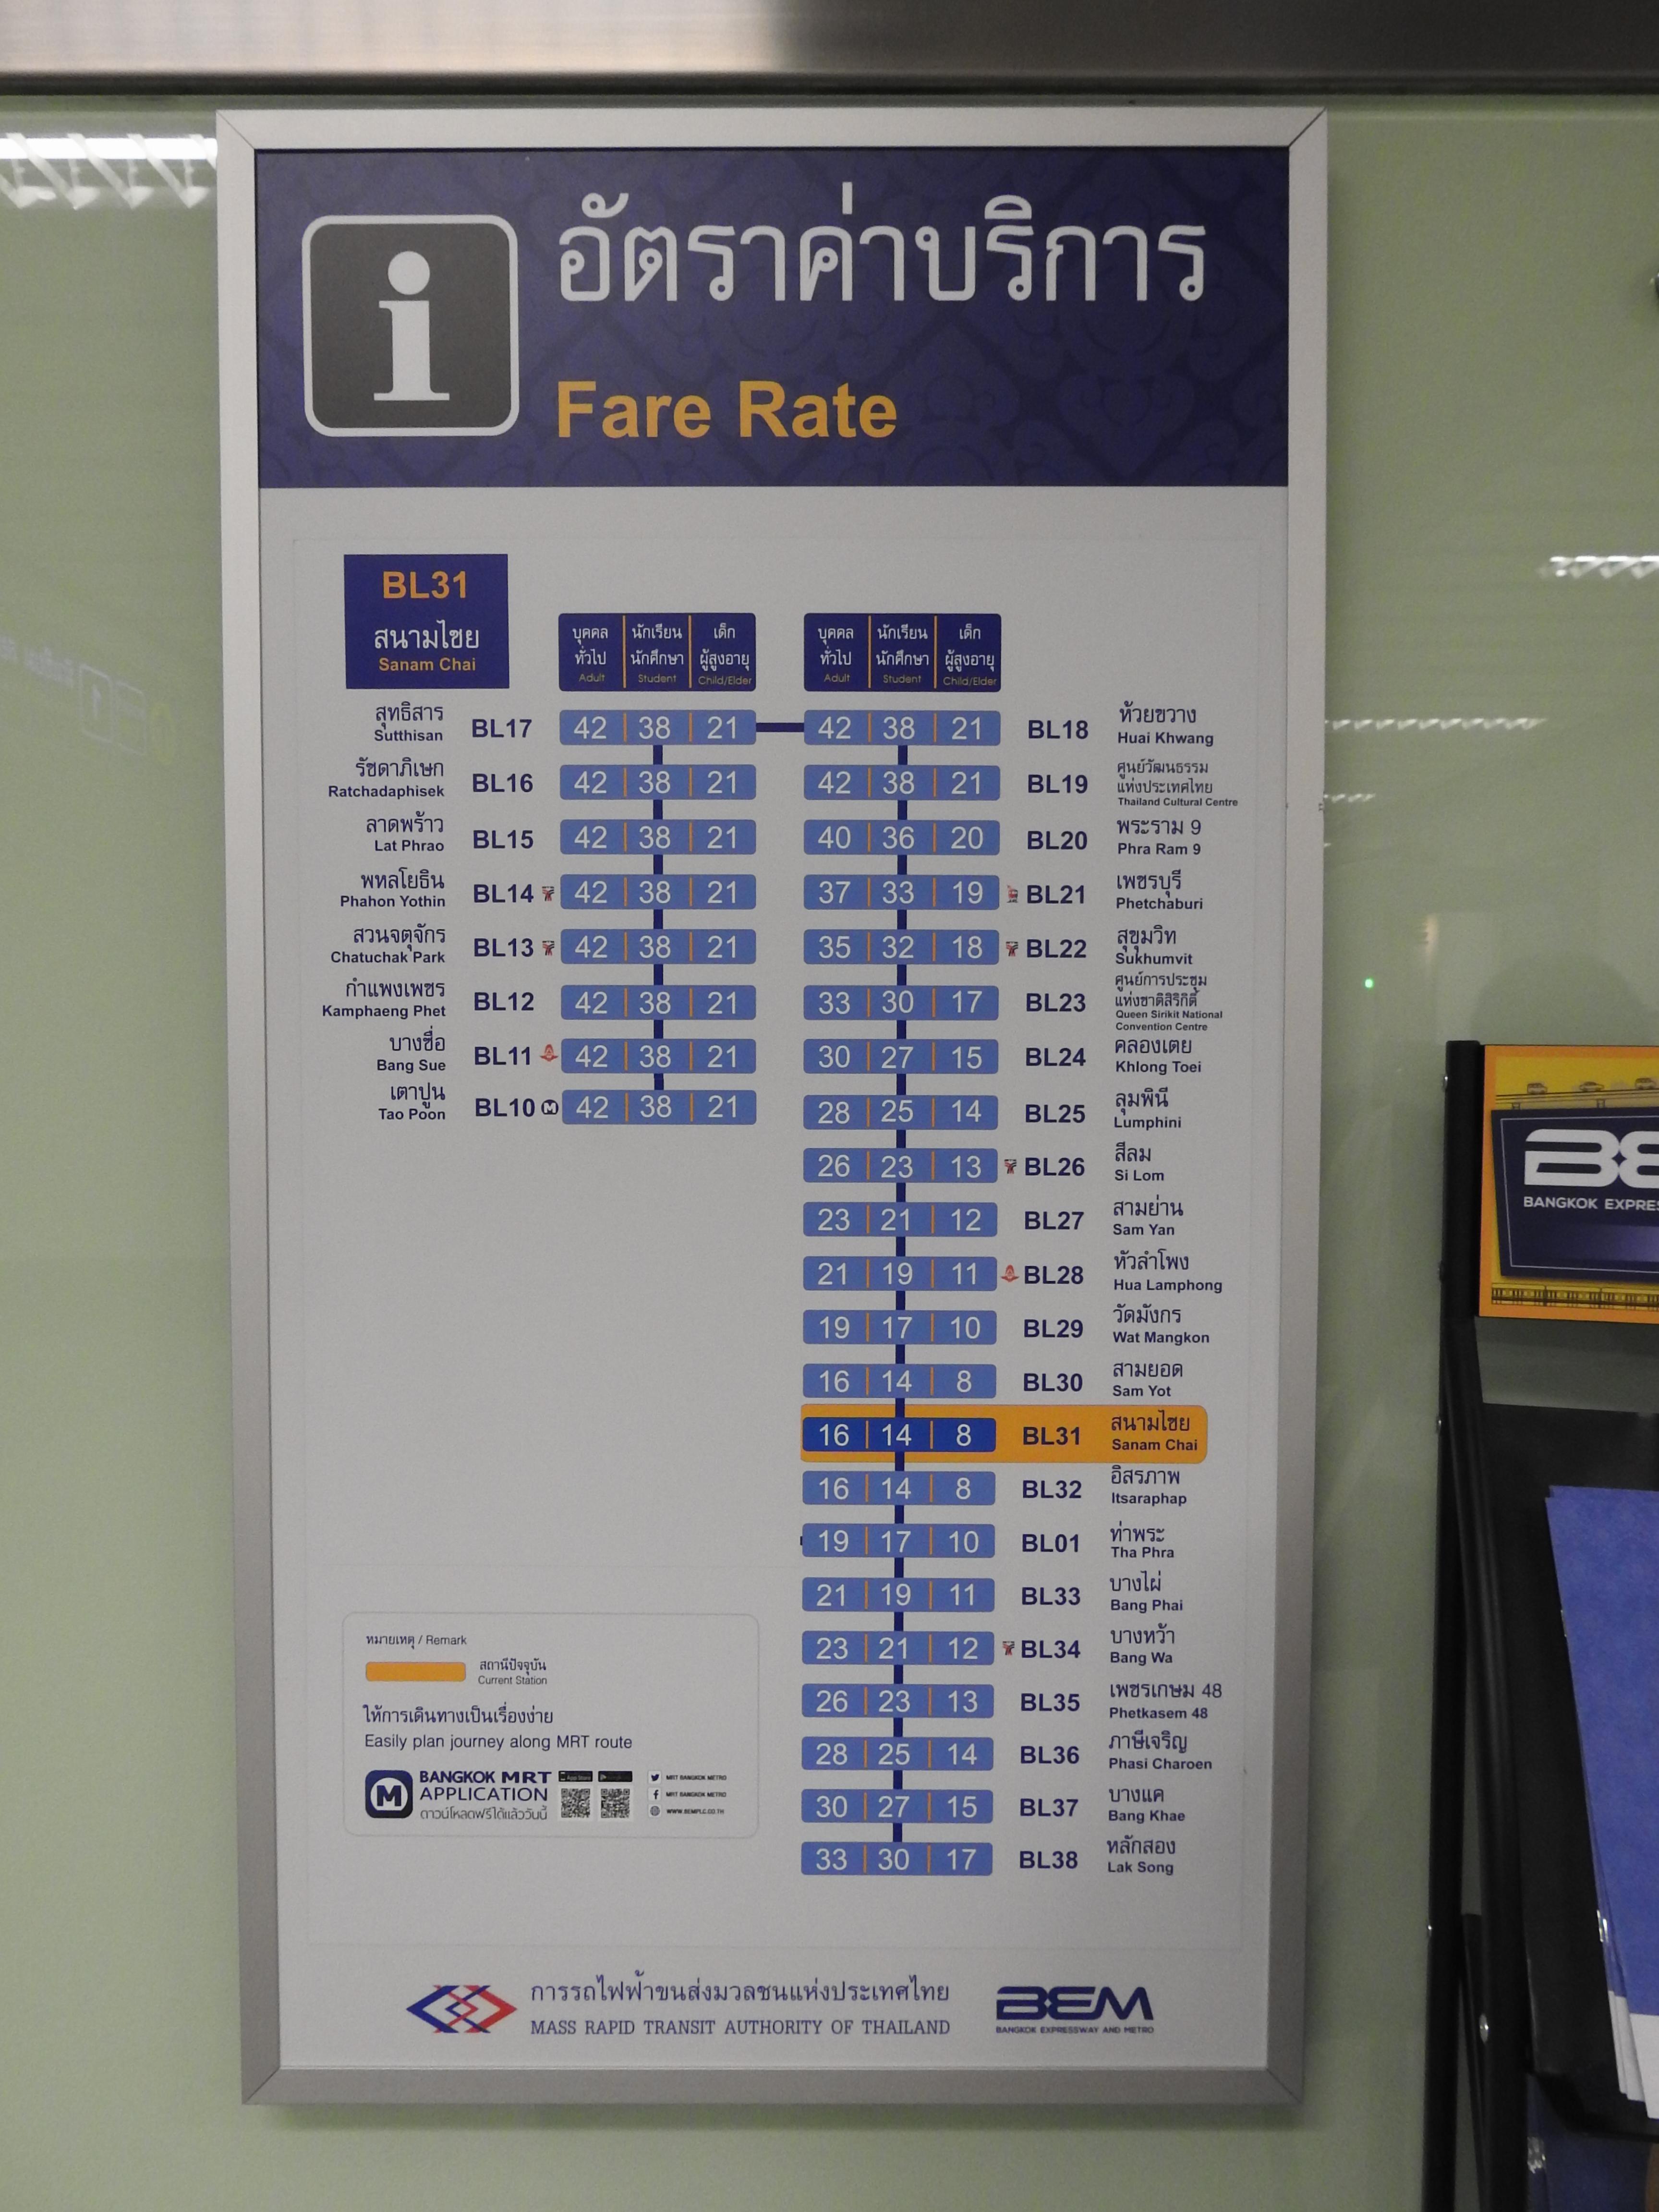 อัตราค่าบริการ
Fare Rate
BL31
สนามไชย
Sanam Chai
บุคคล นักเรียน เด็ก
ทั่วไป นักศึกษา ผู้สูงอายุ
Adult Student Child/Elder
บุคคล นักเรียน เด็ก
ทั่วไป นักศึกษา ผู้สูงอายุ
Adult Student Child/Elder
สุทธิสาร
Sutthisan
BL17 42 38 21
รัชดาภิเษก
Ratchadaphisek
BL16 42 38 21
ลาดพร้าว
Lat Phrao
BL15 42 38 21
พหลโยธิน
Phahon Yothin
BL14 42 38 21
สวนจตุจักร
Chatuchak Park
BL13 42 38 21
กำแพงเพชร
Kamphaeng Phet
BL12 42 38 21
บางซื่อ
Bang Sue
BL11 42 38 21
เตาปูน
Tao Poon
BL10 M 42 38 21
42 38 21 BL18
ห้วยขวาง
Huai Khwang
42 38 21 BL19
ศูนย์วัฒนธรรม
แห่งประเทศไทย
Thailand Cultural Centre
40 36 20 BL20
พระราม 9
Phra Ram 9
37 33 19 BL21
เพชรบุรี
Phetchaburi
35 32 18 BL22
สุขุมวิท
Sukhumvit
33 30 17 BL23
ศูนย์การประชุม
แห่งชาติสิริกิติ์
Queen Sirikit National
Convention Centre
30 27 15 BL24
คลองเตย
Khlong Toei
28 25 14 BL25
ลุมพินี
Lumphini
26 23 13 BL26
สีลม
Si Lom
23 21 12 BL27
สามย่าน
Sam Yan
21 19 11 BL28
หัวลำโพง
Hua Lamphong
19 17 10 BL29
วัดมังกร
Wat Mangkon
16 14 8 BL30
สามยอด
Sam Yot
16 14 8 BL31
สนามไชย
Sanam Chai
16 14 8 BL32
อิสรภาพ
Itsaraphap
19 17 10 BL01
ท่าพระ
Tha Phra
21 19 11 BL33
บางไผ่
Bang Phai
23 21 12 BL34
บางหว้า
Bang Wa
26 23 13 BL35
เพชรเกษม 48
Phetkasem 48
28 25 14 BL36
ภาษีเจริญ
Phasi Charoen
30 27 15 BL37
บางแค
Bang Khae
33 30 17 BL38
หลักสอง
Lak Song
หมายเหตุ / Remark
สถานีปัจจุบัน
Current Station
ให้การเดินทางเป็นเรื่องง่าย
Easily plan journey along MRT route
M
BANGKOK MRT
APPLICATION
ดาวน์โหลดฟรีได้แล้ววันนี้
MRT BANGKOK METRO
MRT BANGKOK METRO
WWW.BEMPLC.CO.TH
การรถไฟฟ้าขนส่งมวลชนแห่งประเทศไทย
MASS RAPID TRANSIT AUTHORITY OF THAILAND
BEM
BANGKOK EXPRESSWAY AND METRO
BE
BANGKOK EXPRES